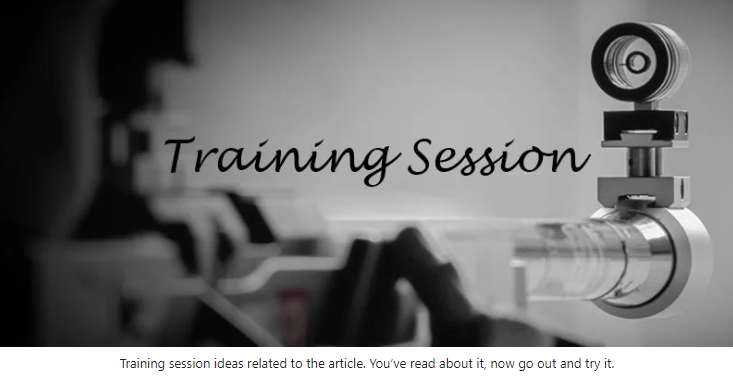 Training Session
Training session ideas related to the article. You've read about it, now go out and try it.